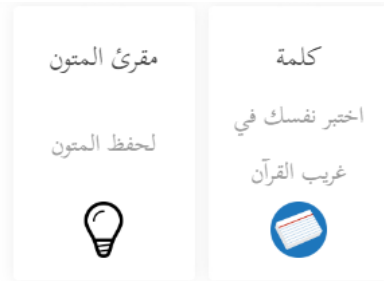 كلمة
اختبر نفسك في
غريب القرآن
مقرئ المتون
لحفظ المتون